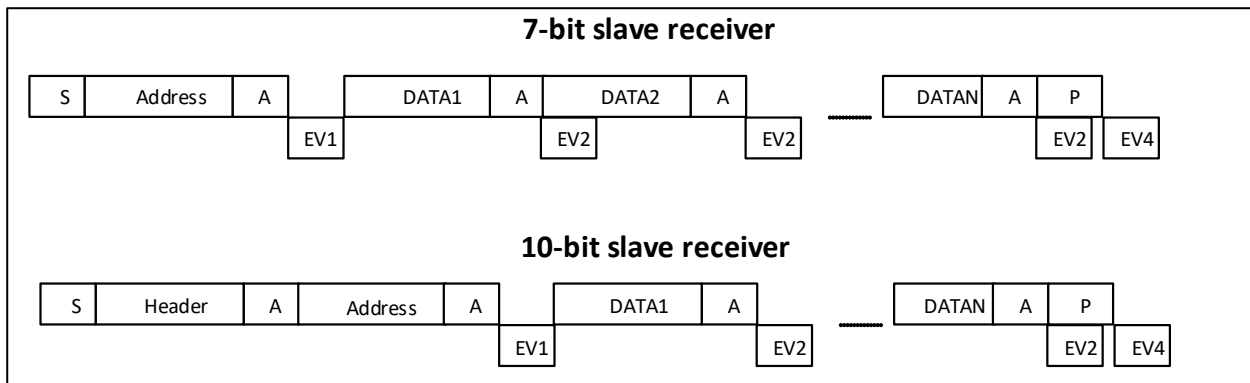 7-bit slave receiver
S Address A DATA1 A DATA2 A DATAN A P
EV1 EV2 EV2 EV2 EV4
10-bit slave receiver
S Header A Address A DATA1 A DATAN A P
EV1 EV2 EV2 EV4